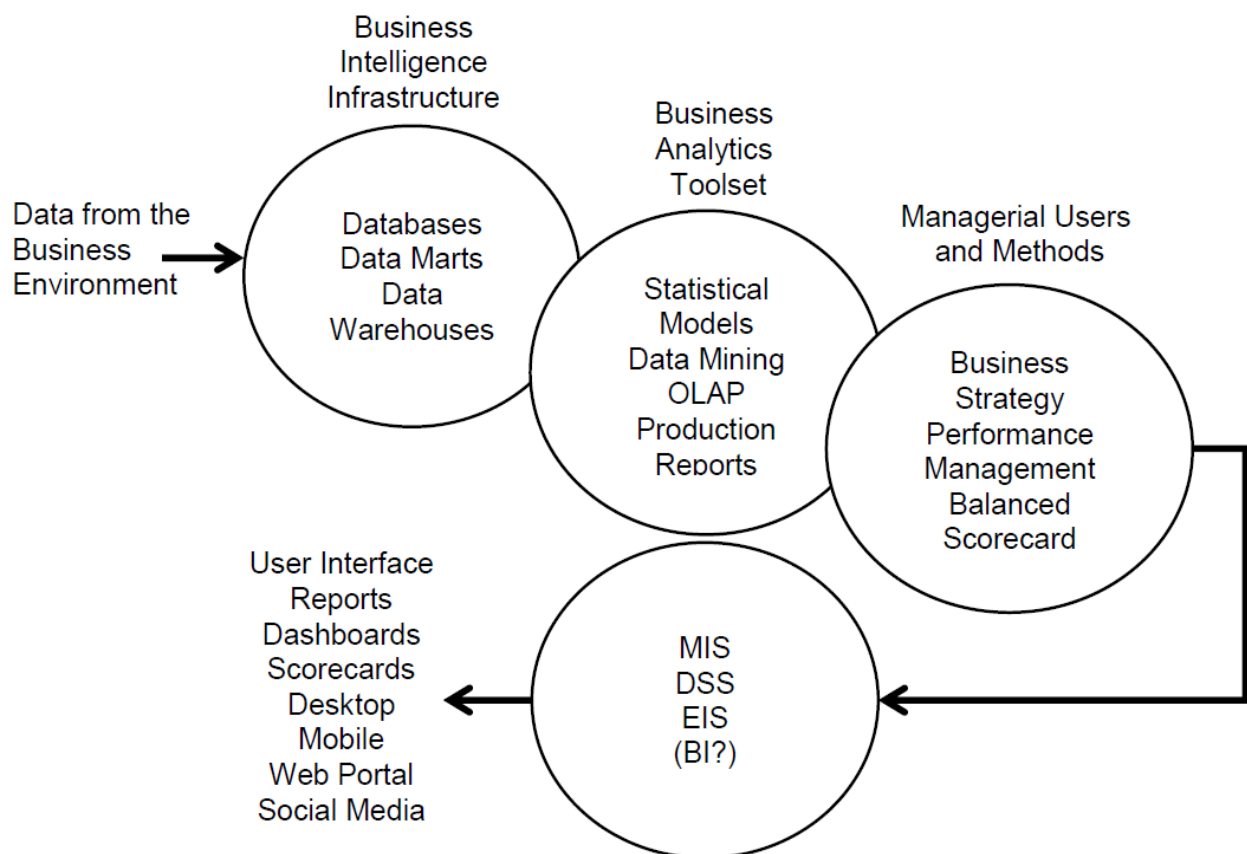 Business
Intelligence
Infrastructure
Data from the
Business
Environment
Databases
Data Marts
Data
Warehouses
Business
Analytics
Toolset
Statistical
Models
Data Mining
OLAP
Production
Reports
Managerial Users
and Methods
Business
Strategy
Performance
Management
Balanced
Scorecard
MIS
DSS
EIS
(BI?)
User Interface
Reports
Dashboards
Scorecards
Desktop
Mobile
Web Portal
Social Media